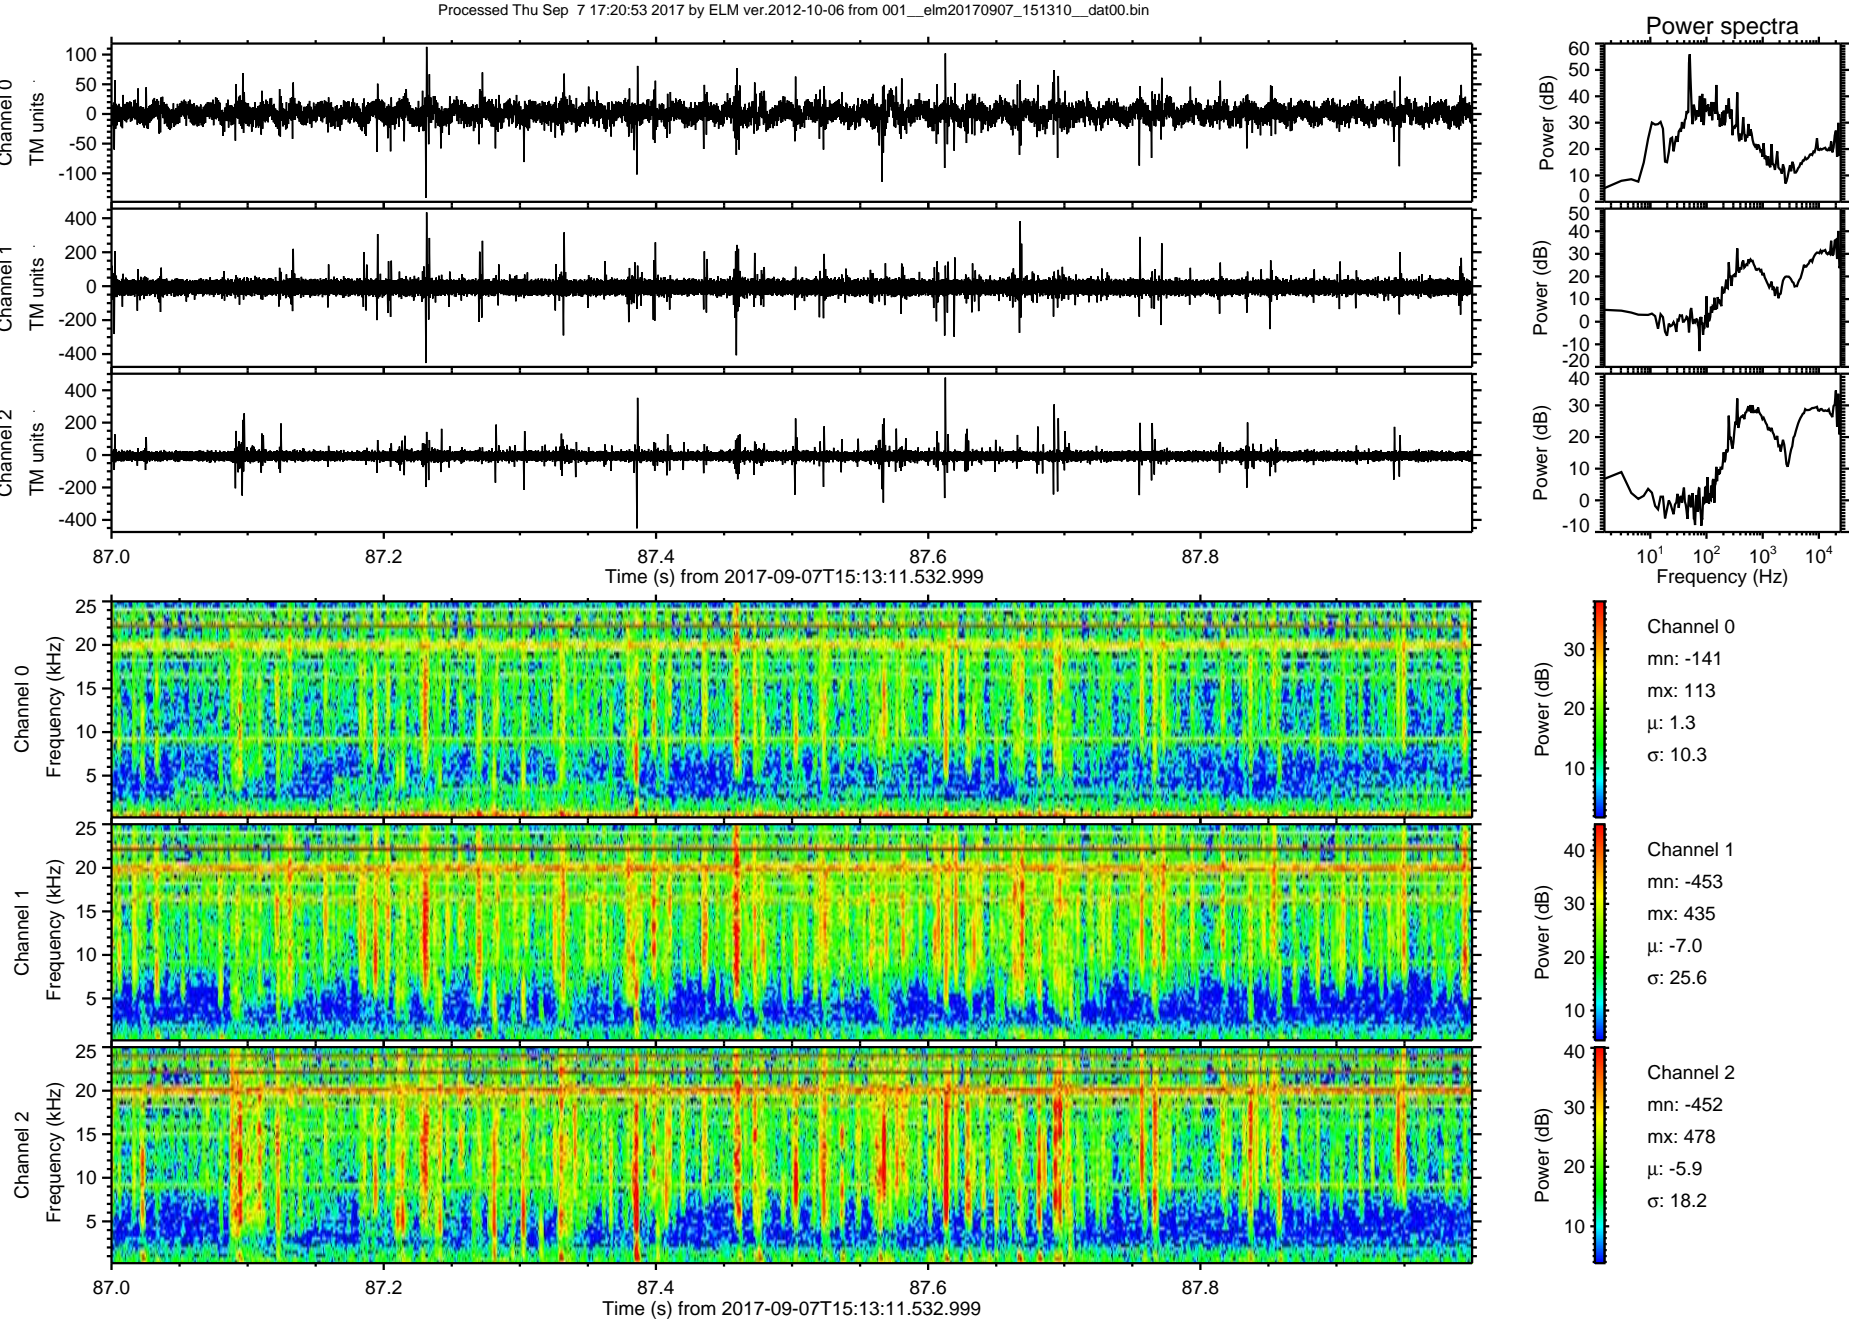 Processed Thu Sep  7 17:20:53 2017 by ELM ver.2012-10-06 from 001__elm20170907_151310__dat00.bin
Power spectra
Channel 0
TM units
100
50
0
-50
-100
Power (dB)
60
50
40
30
20
10
0
Channel 1
TM units
400
200
0
-200
-400
Power (dB)
50
40
30
20
10
0
-10
-20
Channel 2
TM units
400
200
0
-200
-400
Power (dB)
40
30
20
10
0
-10
87.0 87.2 87.4 87.6 87.8
Time (s) from 2017-09-07T15:13:11.532.999
10¹ 10² 10³ 10⁴
Frequency (Hz)
Channel 0
Frequency (kHz)
25
20
15
10
5
Power (dB)
30
20
10
Channel 0
mn: -141
mx: 113
μ: 1.3
σ: 10.3
Channel 1
Frequency (kHz)
25
20
15
10
5
Power (dB)
40
30
20
10
Channel 1
mn: -453
mx: 435
μ: -7.0
σ: 25.6
Channel 2
Frequency (kHz)
25
20
15
10
5
Power (dB)
40
30
20
10
Channel 2
mn: -452
mx: 478
μ: -5.9
σ: 18.2
87.0 87.2 87.4 87.6 87.8
Time (s) from 2017-09-07T15:13:11.532.999